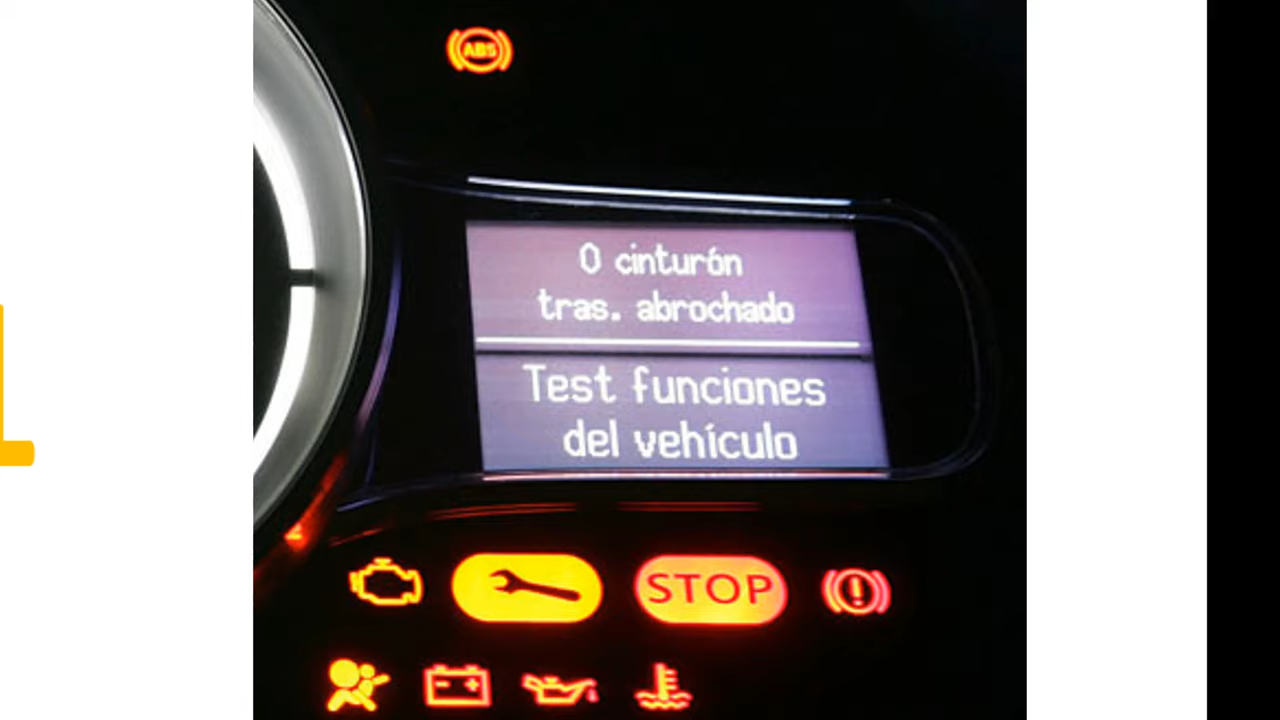 ABS
0 cinturón
tras. abrochado
Test funciones
del vehículo
STOP